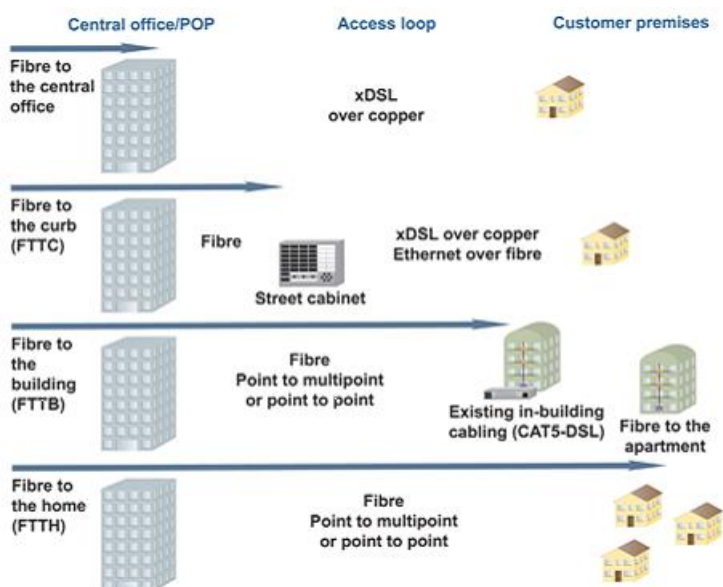 Central office/POP
Access loop
Customer premises
Fibre to
the central
office
xDSL
over copper
Fibre to
the curb
(FTTC)
Fibre
Street cabinet
xDSL over copper
Ethernet over fibre
Fibre to
the
building
(FTTB)
Fibre
Point to multipoint
or point to point
Existing in-building
cabling (CAT5-DSL)
Fibre to the
apartment
Fibre to
the home
(FTTH)
Fibre
Point to multipoint
or point to point